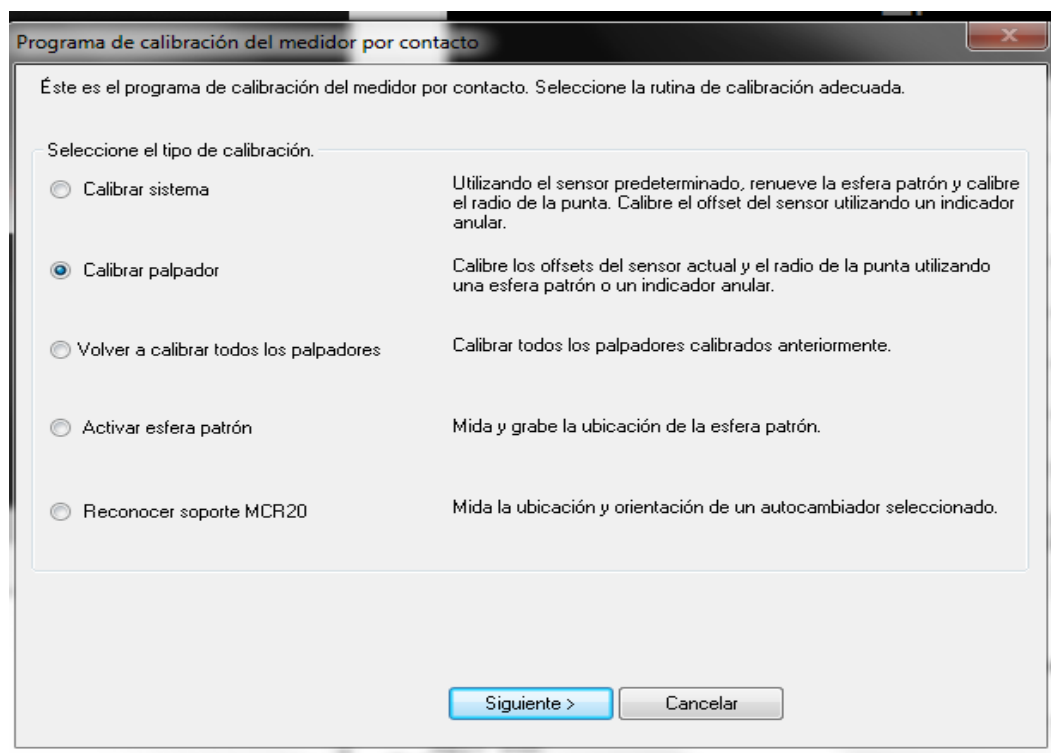 Programa de calibración del medidor por contacto
Éste es el programa de calibración del medidor por contacto. Seleccione la rutina de calibración adecuada.
Seleccione el tipo de calibración.
Calibrar sistema
Utilizando el sensor predeterminado, renueve la esfera patrón y calibre
el radio de la punta. Calibre el offset del sensor utilizando un indicador
anular.
Calibrar palpador
Calibre los offsets del sensor actual y el radio de la punta utilizando
una esfera patrón o un indicador anular.
Volver a calibrar todos los palpadores
Calibrar todos los palpadores calibrados anteriormente.
Activar esfera patrón
Mida y grabe la ubicación de la esfera patrón.
Reconocer soporte MCR20
Mida la ubicación y orientación de un autocambiador seleccionado.
Siguiente >
Cancelar